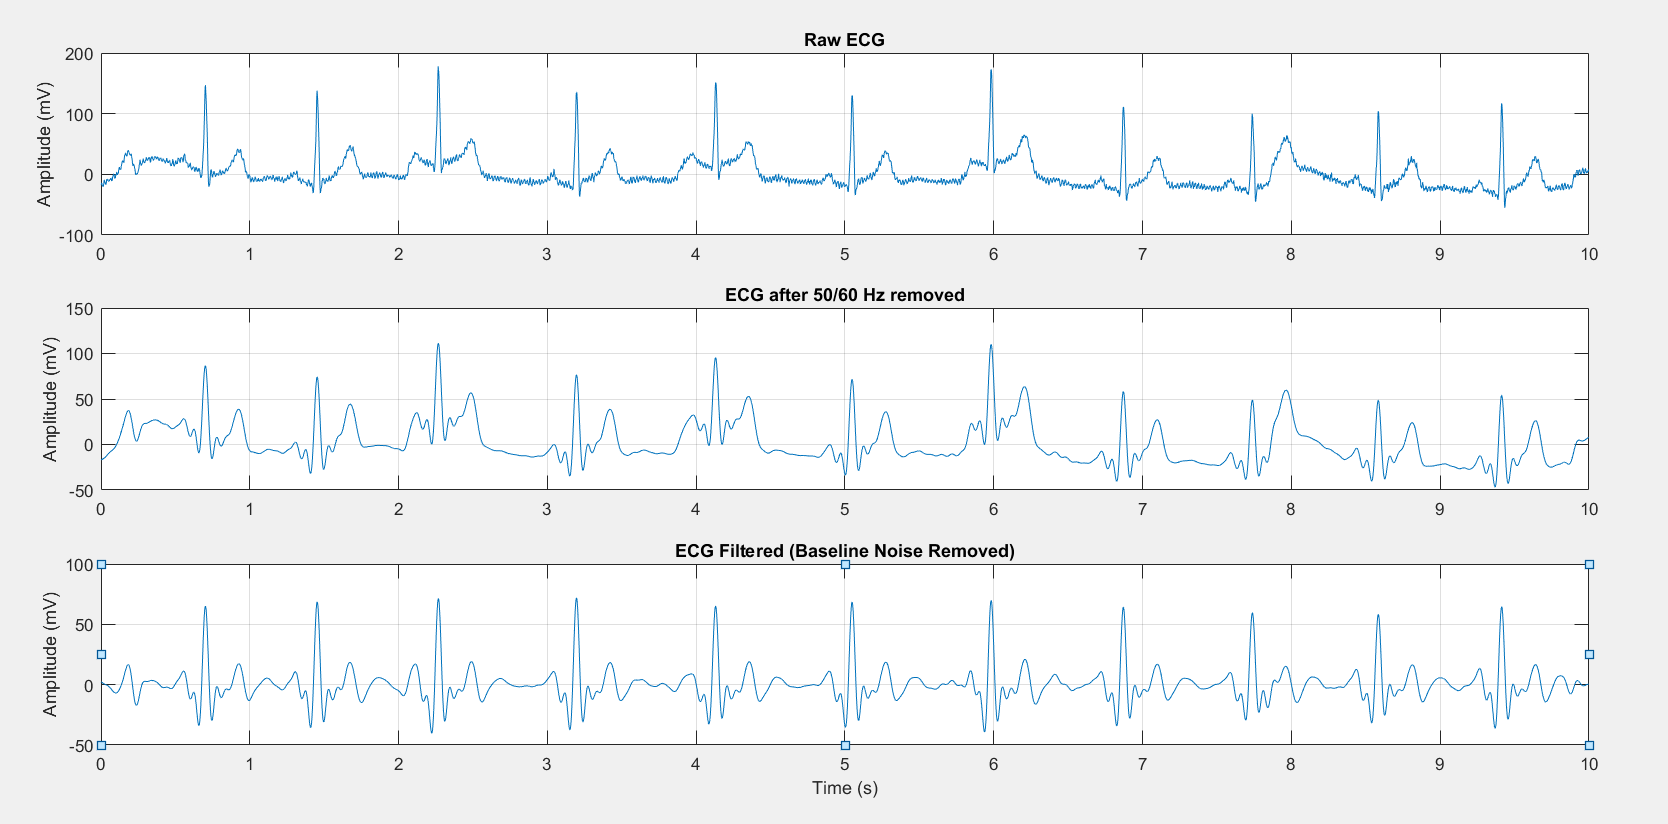 Raw ECG
200
100
0
-100
Amplitude (mV)
0 1 2 3 4 5 6 7 8 9 10
ECG after 50/60 Hz removed
150
100
50
0
-50
Amplitude (mV)
0 1 2 3 4 5 6 7 8 9 10
ECG Filtered (Baseline Noise Removed)
100
50
0
-50
Amplitude (mV)
0 1 2 3 4 5 6 7 8 9 10
Time (s)